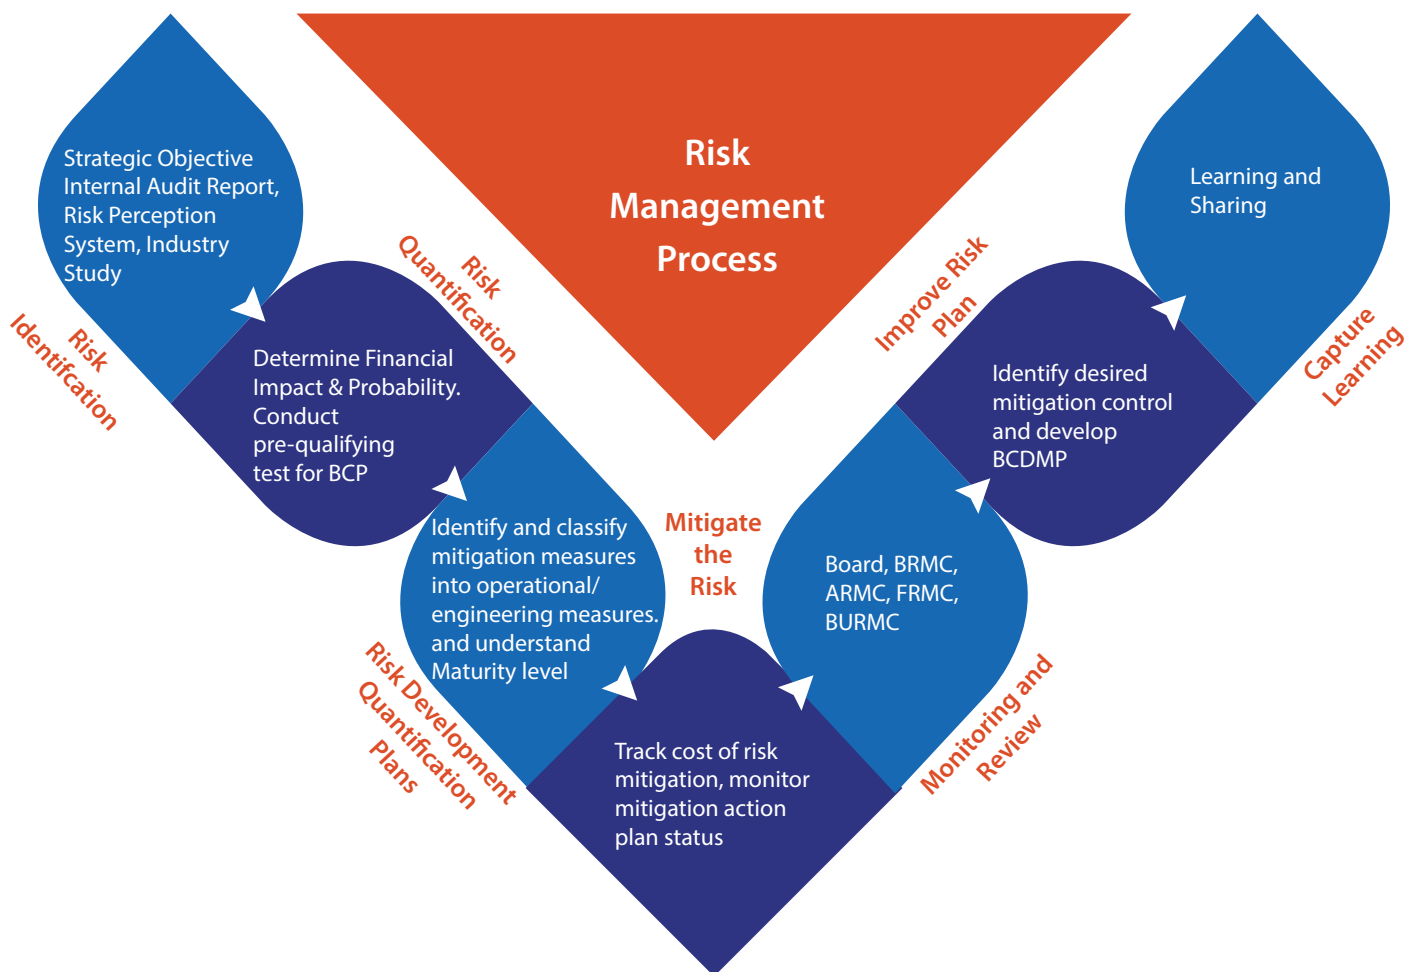 Risk
Management
Process
Strategic Objective
Internal Audit Report,
Risk Perception
System, Industry
Study
Risk
Identifcation
Determine Financial
Impact & Probability.
Conduct
pre-qualifying
test for BCP
Risk
Quantification
Identify and classify
mitigation measures
into operational/
engineering measures.
and understand
Maturity level
Risk Development
Quantification
Plans
Track cost of risk
mitigation, monitor
mitigation action
plan status
Mitigate
the
Risk
Board, BRMC,
ARMC, FRMC,
BURMC
Monitoring and
Review
Identify desired
mitigation control
and develop
BCDMP
Improve Risk
Plan
Learning and
Sharing
Capture
Learning